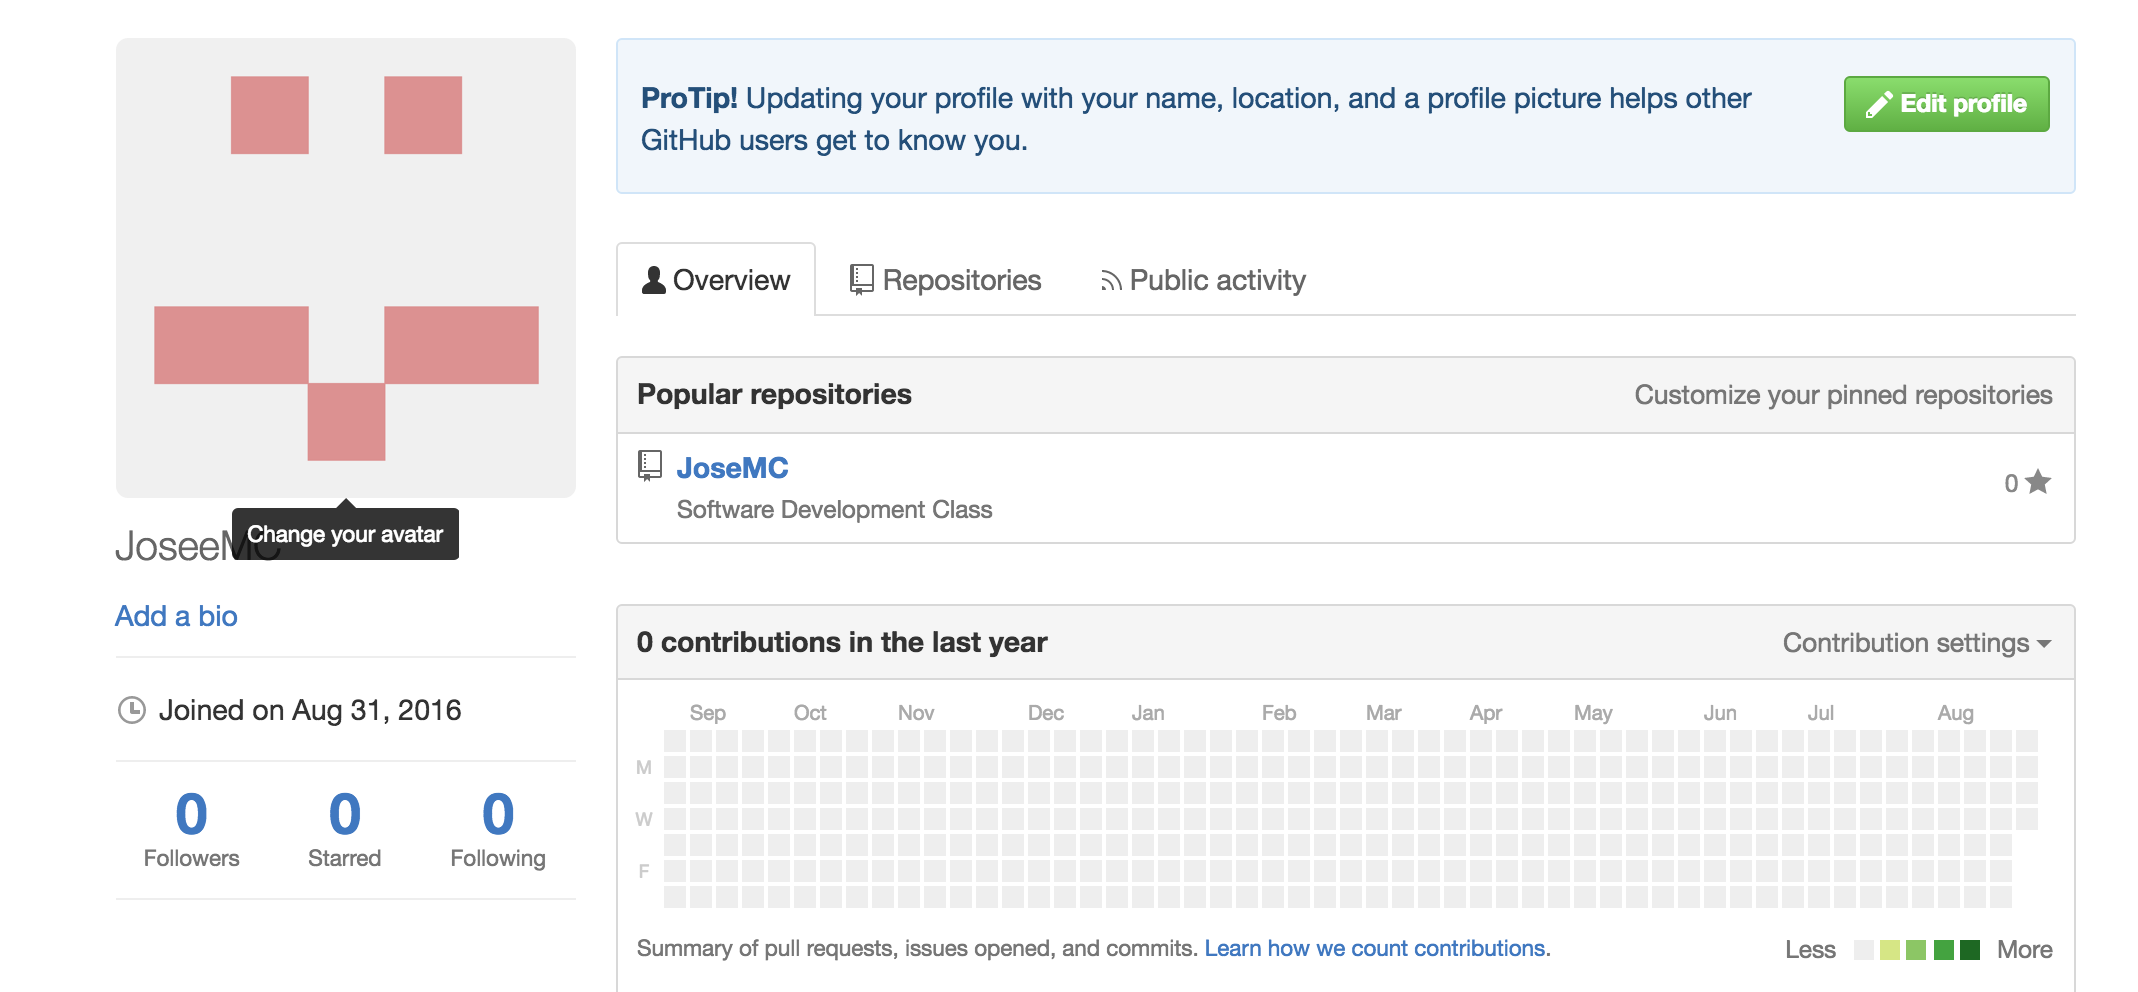 ProTip! Updating your profile with your name, location, and a profile picture helps other
GitHub users get to know you.
Edit profile
Change your avatar
JoseeMC
Add a bio
Joined on Aug 31, 2016
0 0 0
Followers Starred Following
Overview Repositories Public activity
Popular repositories Customize your pinned repositories
JoseMC
Software Development Class
0
0 contributions in the last year Contribution settings
Sep Oct Nov Dec Jan Feb Mar Apr May Jun Jul Aug
M
W
F
Summary of pull requests, issues opened, and commits. Learn how we count contributions.
Less More